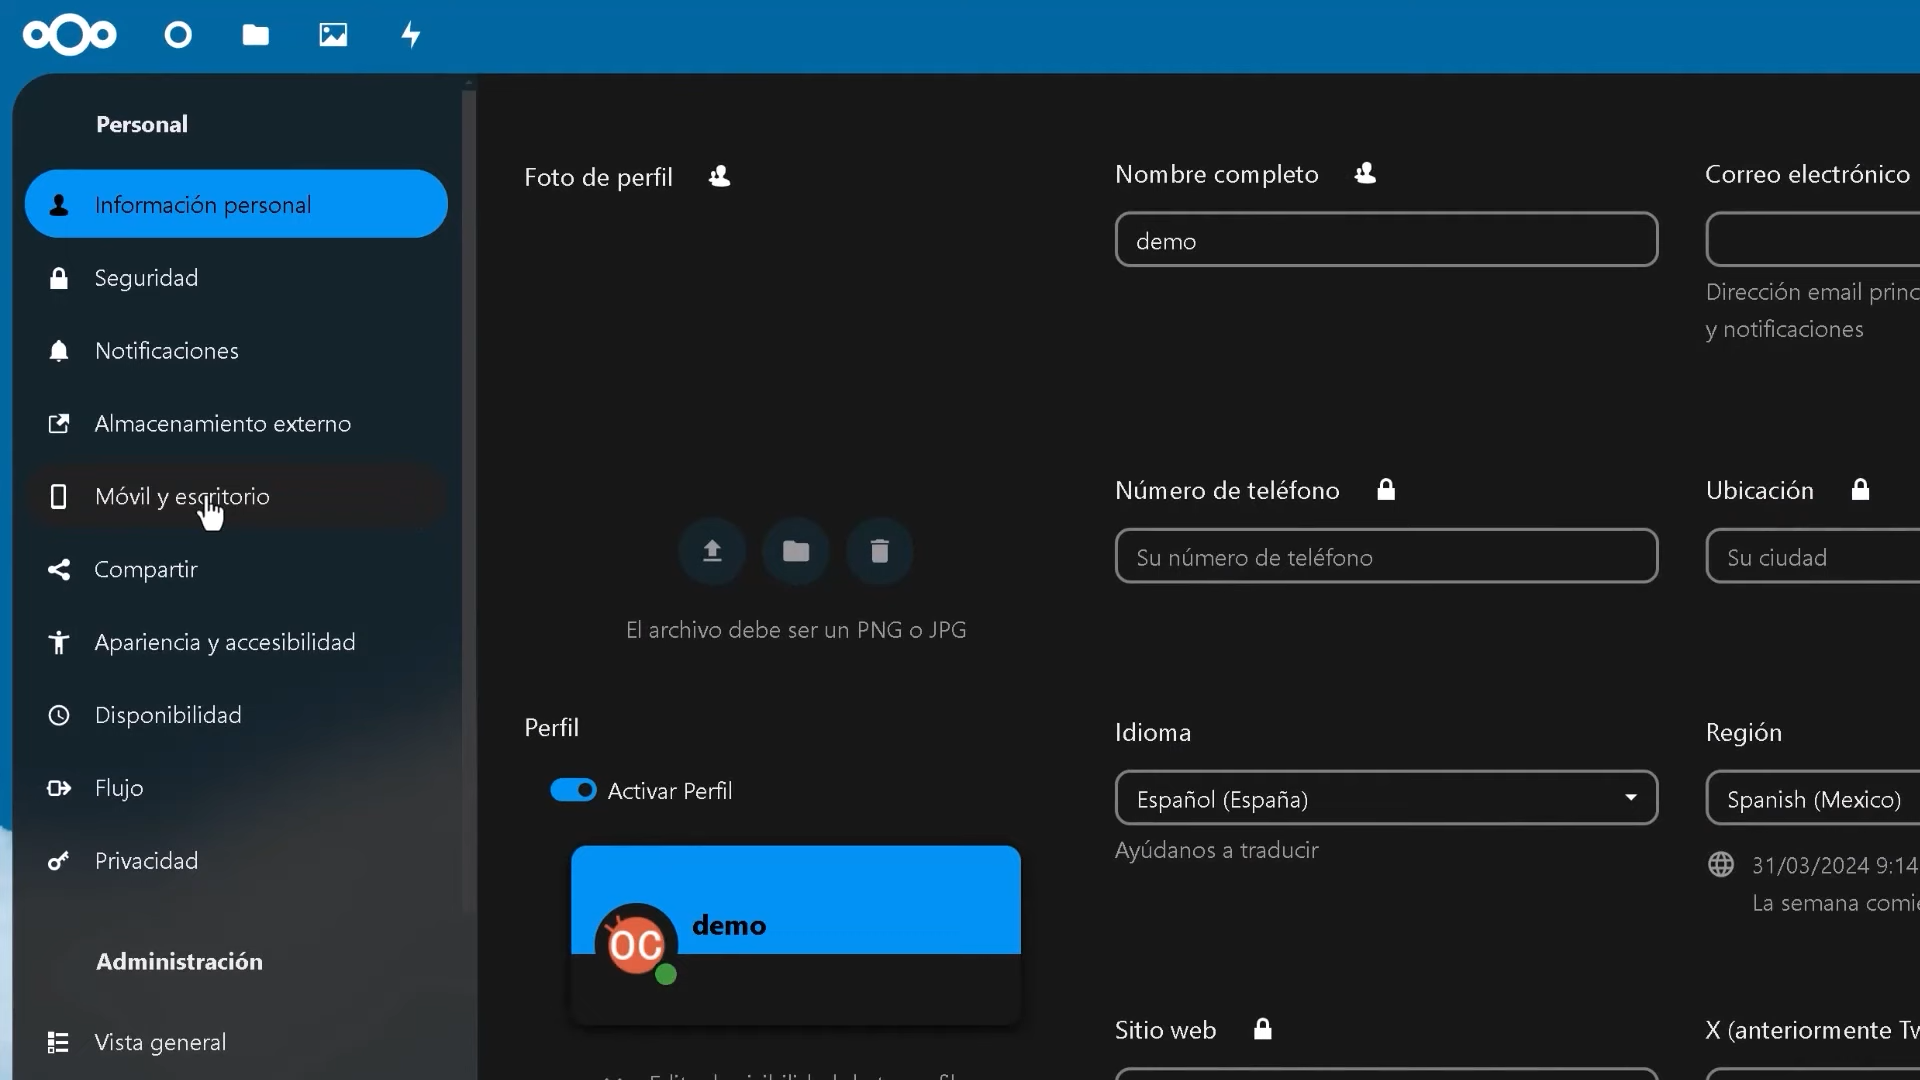 Personal
Información personal
Seguridad
Notificaciones
Almacenamiento externo
Móvil y escritorio
Compartir
Apariencia y accesibilidad
Disponibilidad
Flujo
Privacidad
Administración
Vista general
Foto de perfil
El archivo debe ser un PNG o JPG
Perfil
Activar Perfil
OC
demo
Nombre completo
demo
Número de teléfono
Su número de teléfono
Idioma
Español (España)
Ayúdanos a traducir
Sitio web
Correo electrónico
Dirección email princ
y notificaciones
Ubicación
Su ciudad
Región
Spanish (Mexico)
31/03/2024 9:14
La semana comie
X (anteriormente Tw